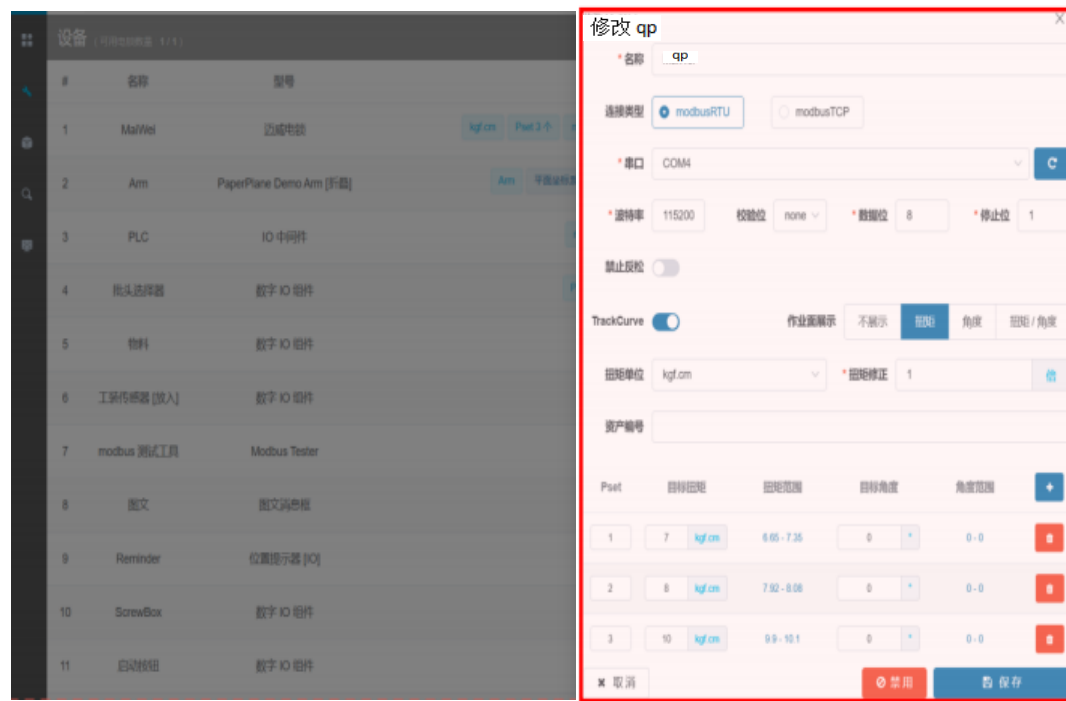 设备 (可用控制数量 1/1)
# 名称 型号
1 MaiWei 迈威电锁 kgf.cm Pset 3个
2 Arm PaperPlane Demo Arm [折叠] Arm
3 PLC IO 中间件
4 批头选择器 数字 IO 组件
5 物料 数字 IO 组件
6 工装传感器 [放入] 数字 IO 组件
7 modbus 测试工具 Modbus Tester
8 图文 图文消息框
9 Reminder 位置提示器 [IO]
10 ScrewBox 数字 IO 组件
11 启动按钮 数字 IO 组件
修改 qp X
*名称 qp
连接类型 modbusRTU modbusTCP
*串口 COM4
*波特率 115200 校验位 none *数据位 8 *停止位 1
禁止反松
TrackCurve 作业面展示 不展示 扭矩 角度 扭矩 / 角度
扭矩单位 kgf.cm *扭矩修正 1 倍
资产编号
Pset 目标扭矩 扭矩范围 目标角度 角度范围 +
1 7 kgf.cm 6.65 - 7.35 0 ° 0 - 0
2 8 kgf.cm 7.92 - 8.08 0 ° 0 - 0
3 10 kgf.cm 9.9 - 10.1 0 ° 0 - 0
取消 禁用 保存